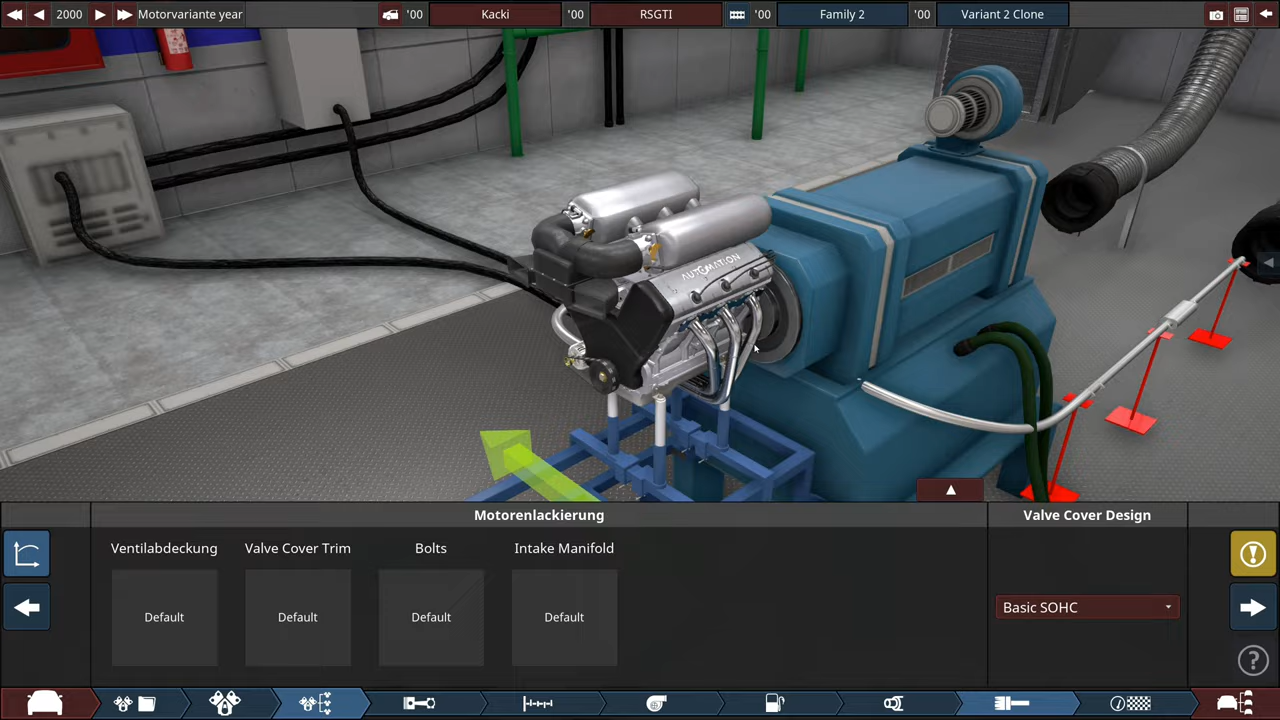 2000 Motorvariante year '00 Kacki '00 RSGTI '00 Family 2 '00 Variant 2 Clone
AUTOMATION
Motorenlackierung
Valve Cover Design
Ventilabdeckung Valve Cover Trim Bolts Intake Manifold
Default Default Default Default
Basic SOHC